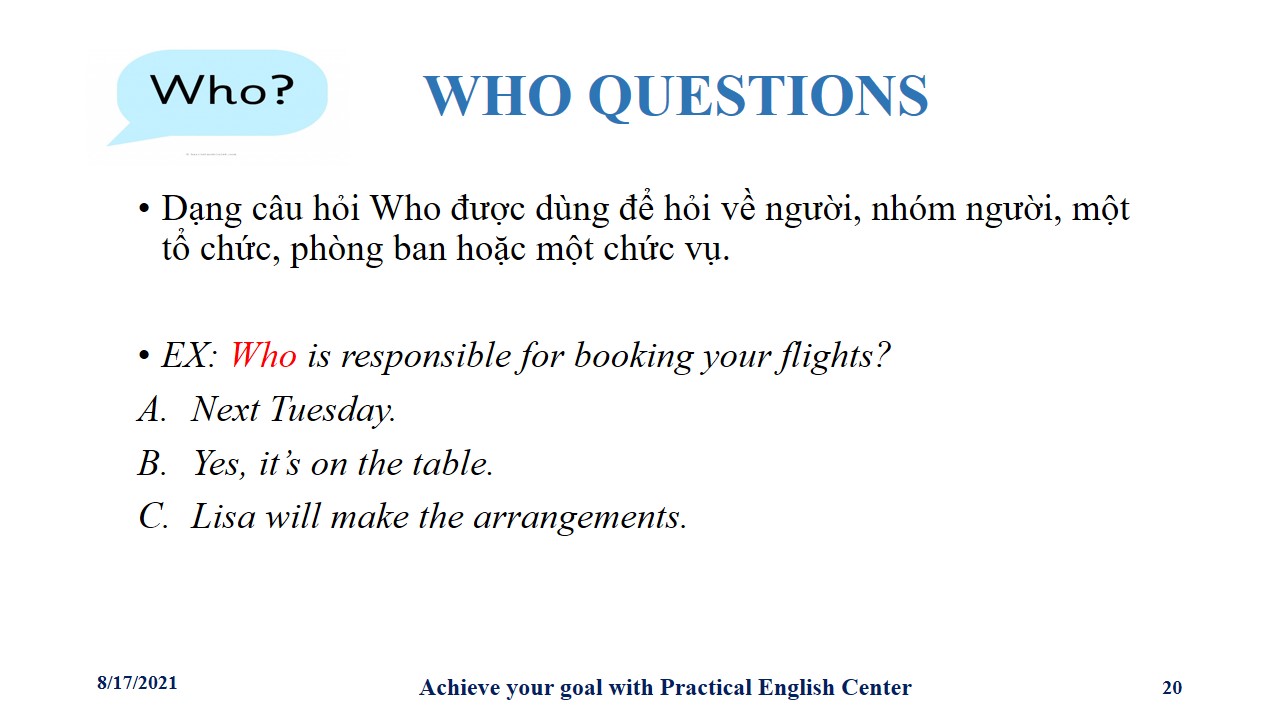 Who?
WHO QUESTIONS
• Dạng câu hỏi Who được dùng để hỏi về người, nhóm người, một
tổ chức, phòng ban hoặc một chức vụ.
• EX: Who is responsible for booking your flights?
A. Next Tuesday.
B. Yes, it’s on the table.
C. Lisa will make the arrangements.
8/17/2021
Achieve your goal with Practical English Center
20